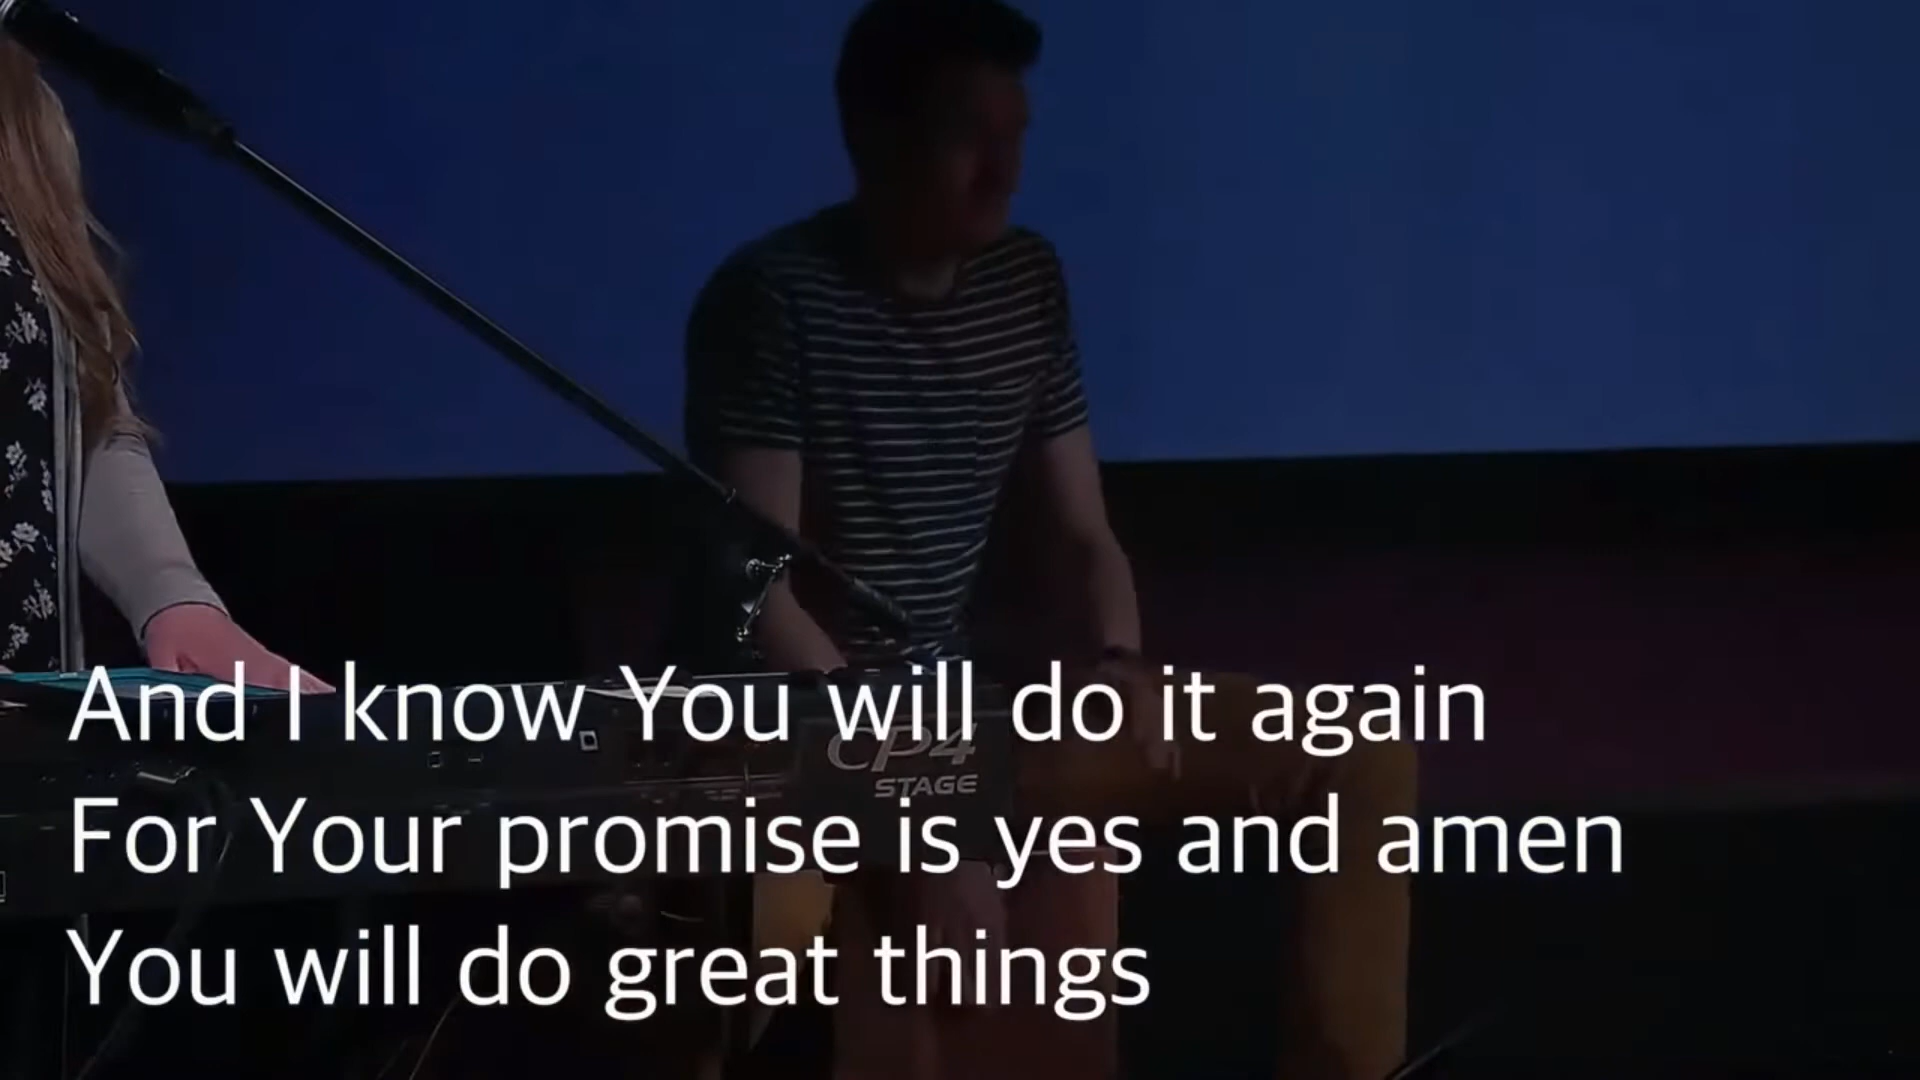 And I know You will do it again
CP4
STAGE
For Your promise is yes and amen
You will do great things